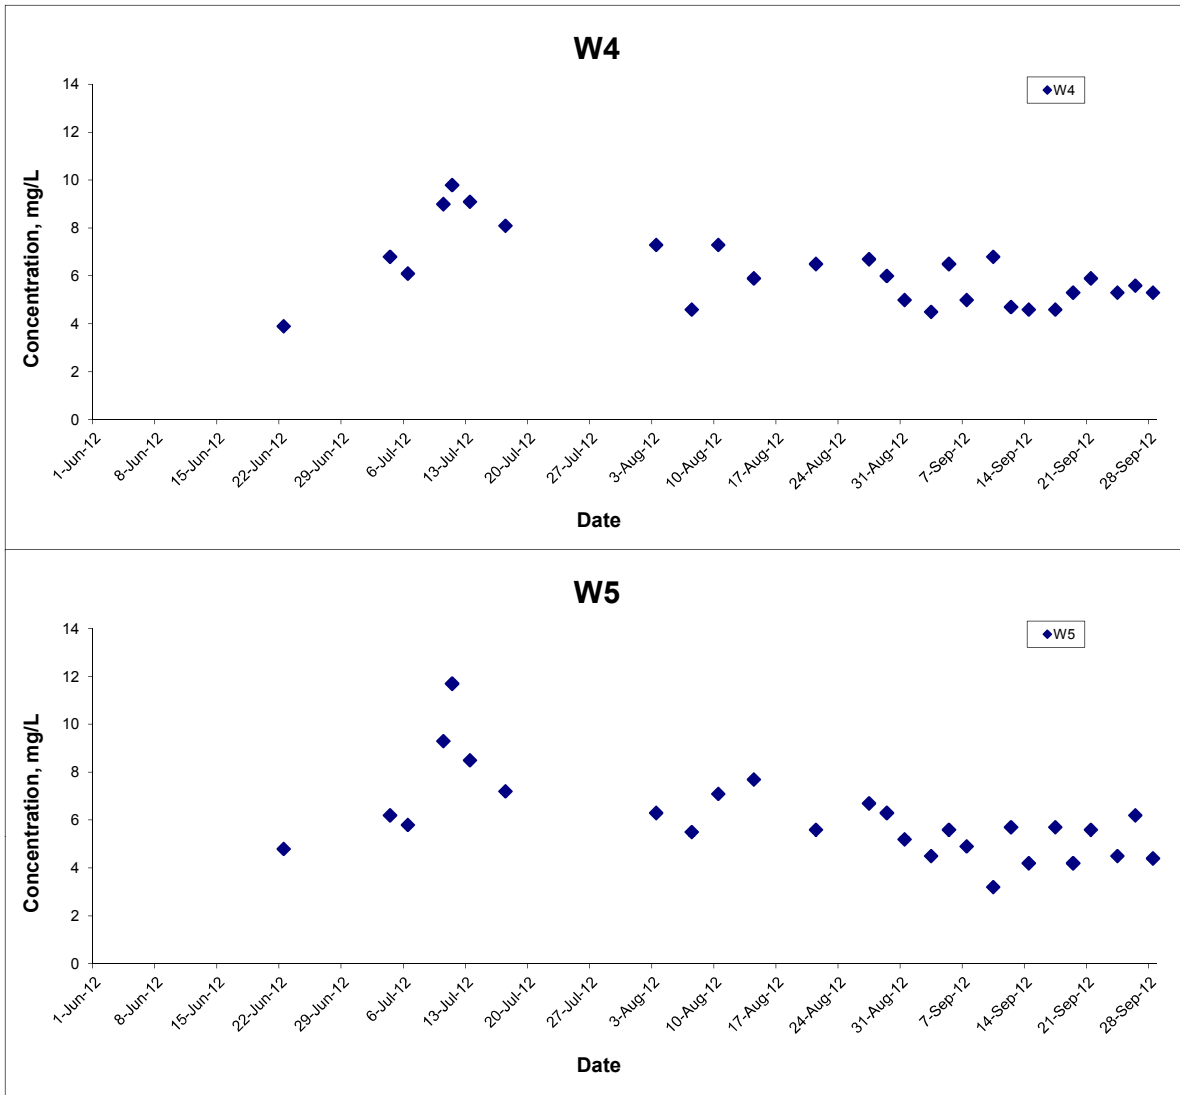 W4
W4
14
12
10
8
6
4
2
0
Concentration, mg/L
1-Jun-12 8-Jun-12 15-Jun-12 22-Jun-12 29-Jun-12 6-Jul-12 13-Jul-12 20-Jul-12 27-Jul-12 3-Aug-12 10-Aug-12 17-Aug-12 24-Aug-12 31-Aug-12 7-Sep-12 14-Sep-12 21-Sep-12 28-Sep-12
Date
W5
W5
14
12
10
8
6
4
2
0
Concentration, mg/L
1-Jun-12 8-Jun-12 15-Jun-12 22-Jun-12 29-Jun-12 6-Jul-12 13-Jul-12 20-Jul-12 27-Jul-12 3-Aug-12 10-Aug-12 17-Aug-12 24-Aug-12 31-Aug-12 7-Sep-12 14-Sep-12 21-Sep-12 28-Sep-12
Date